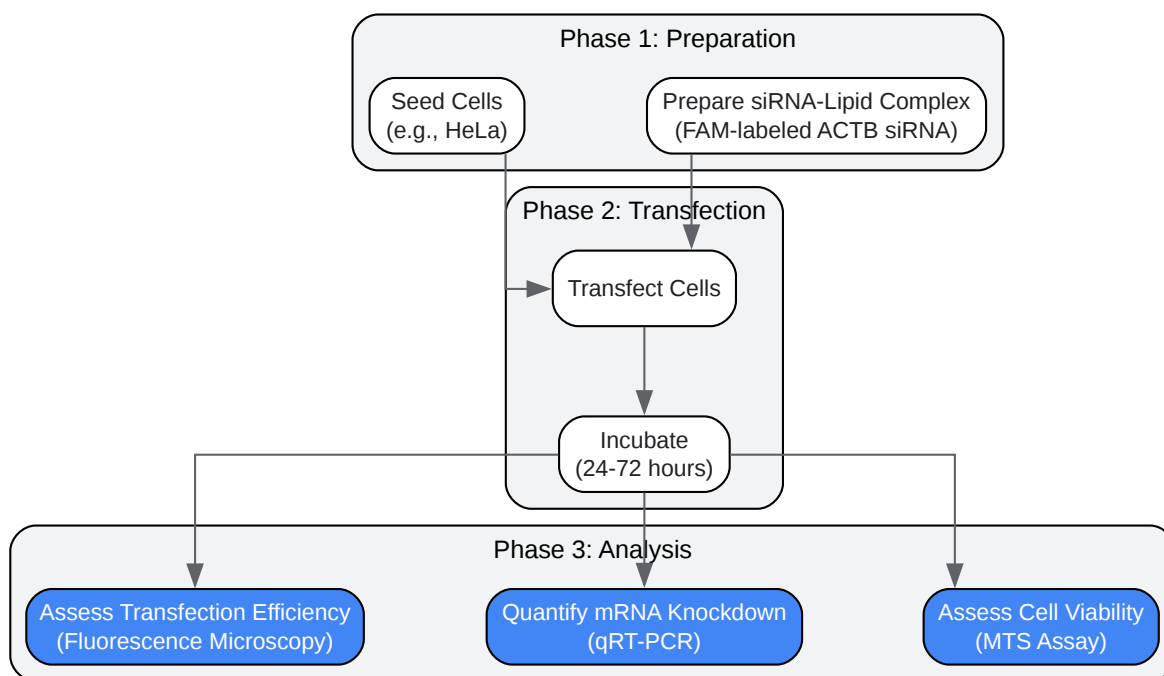 Phase 1: Preparation
Seed Cells
(e.g., HeLa)
Prepare siRNA-Lipid Complex
(FAM-labeled ACTB siRNA)
Phase 2: Transfection
Transfect Cells
Incubate
(24-72 hours)
Phase 3: Analysis
Assess Transfection Efficiency
(Fluorescence Microscopy)
Quantify mRNA Knockdown
(qRT-PCR)
Assess Cell Viability
(MTS Assay)